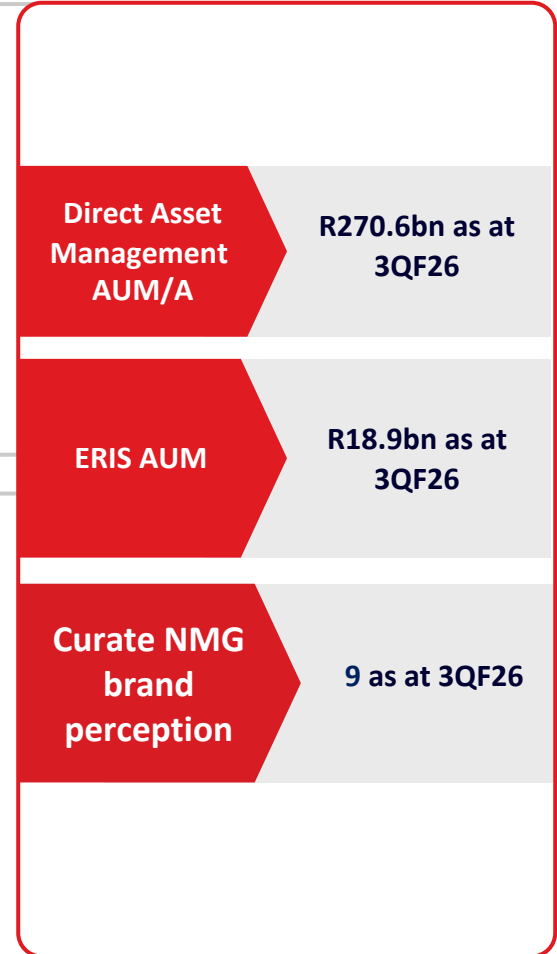 Direct Asset
Management
AUM/A
R270.6bn as at
3QF26
ERIS AUM
R18.9bn as at
3QF26
Curate NMG
brand
perception
9 as at 3QF26